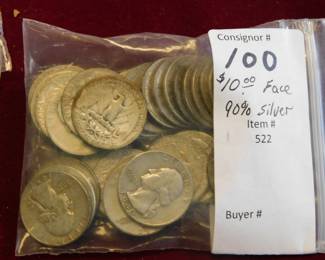 Consignor #
100
$10.00 Face
90% Silver
Item #
522
Buyer #